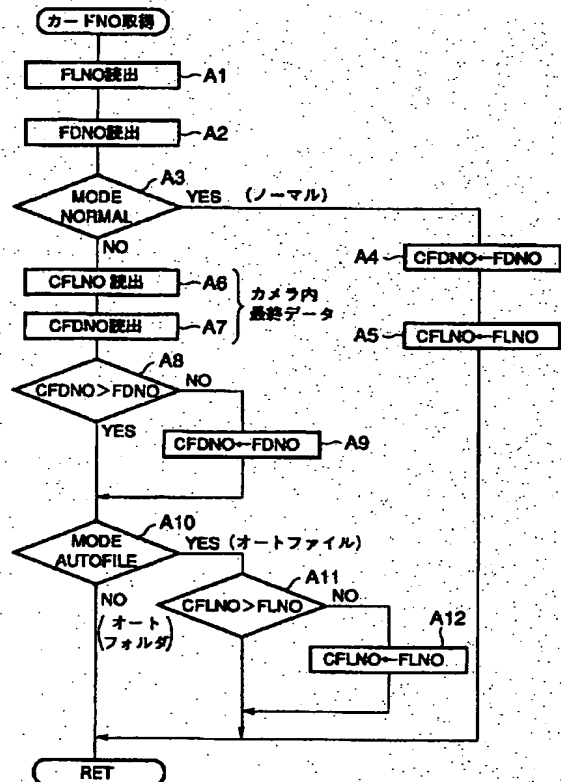 カードNO取得
FLNO読出
A1
FDNO読出
A2
A3
MODE
NORMAL
YES (ノーマル)
NO
A4
CFDNO←FDNO
CFLNO 読出
A6
カメラ内
最終データ
CFDNO読出
A7
A5
CFLNO←FLNO
A8
CFDNO>FDNO
NO
YES
CFDNO←FDNO
A9
A10
MODE
AUTOFILE
YES (オートファイル)
NO
(オート
フォルダ)
A11
CFLNO>FLNO
NO
A12
CFLNO←FLNO
RET